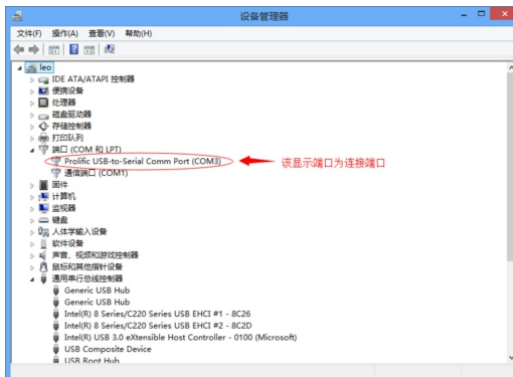 设备管理器
文件(F) 操作(A) 查看(V) 帮助(H)
leo
IDE ATA/ATAPI 控制器
便携设备
处理器
磁盘驱动器
存储控制器
打印队列
端口 (COM 和 LPT)
Prolific USB-to-Serial Comm Port (COM3) 该显示端口为连接端口
通信端口 (COM1)
固件
计算机
监视器
键盘
人体学输入设备
软件设备
声音、视频和游戏控制器
鼠标和其他指针设备
通用串行总线控制器
Generic USB Hub
Generic USB Hub
Intel(R) 8 Series/C220 Series USB EHCI #1 - 8C26
Intel(R) 8 Series/C220 Series USB EHCI #2 - 8C2D
Intel(R) USB 3.0 eXtensible Host Controller - 0100 (Microsoft)
USB Composite Device
USB Root Hub